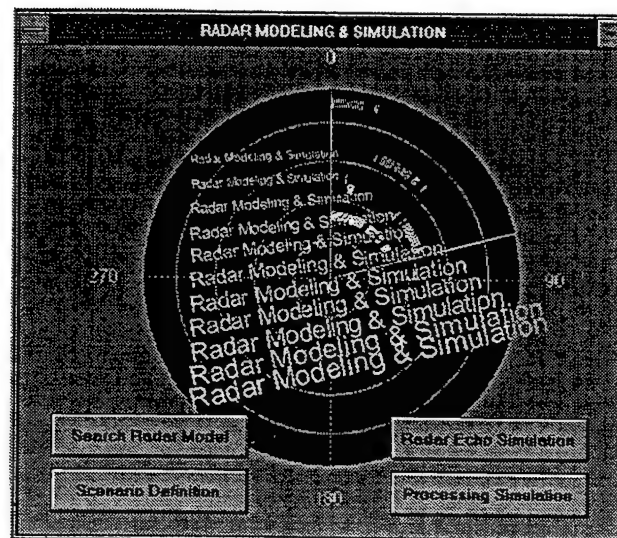 RADAR MODELING & SIMULATION
0
Radar Modeling & Simulation
Radar Modeling & Simulation
Radar Modeling & Simulation
Radar Modeling & Simulation
Radar Modeling & Simulation
270
90
Radar Modeling & Simulation
Radar Modeling & Simulation
Radar Modeling & Simulation
Radar Modeling & Simulation
Radar Modeling & Simulation
Radar Modeling & Simulation
Search Radar Model
Radar Echo Simulation
Scenario Definition
180
Processing Simulation